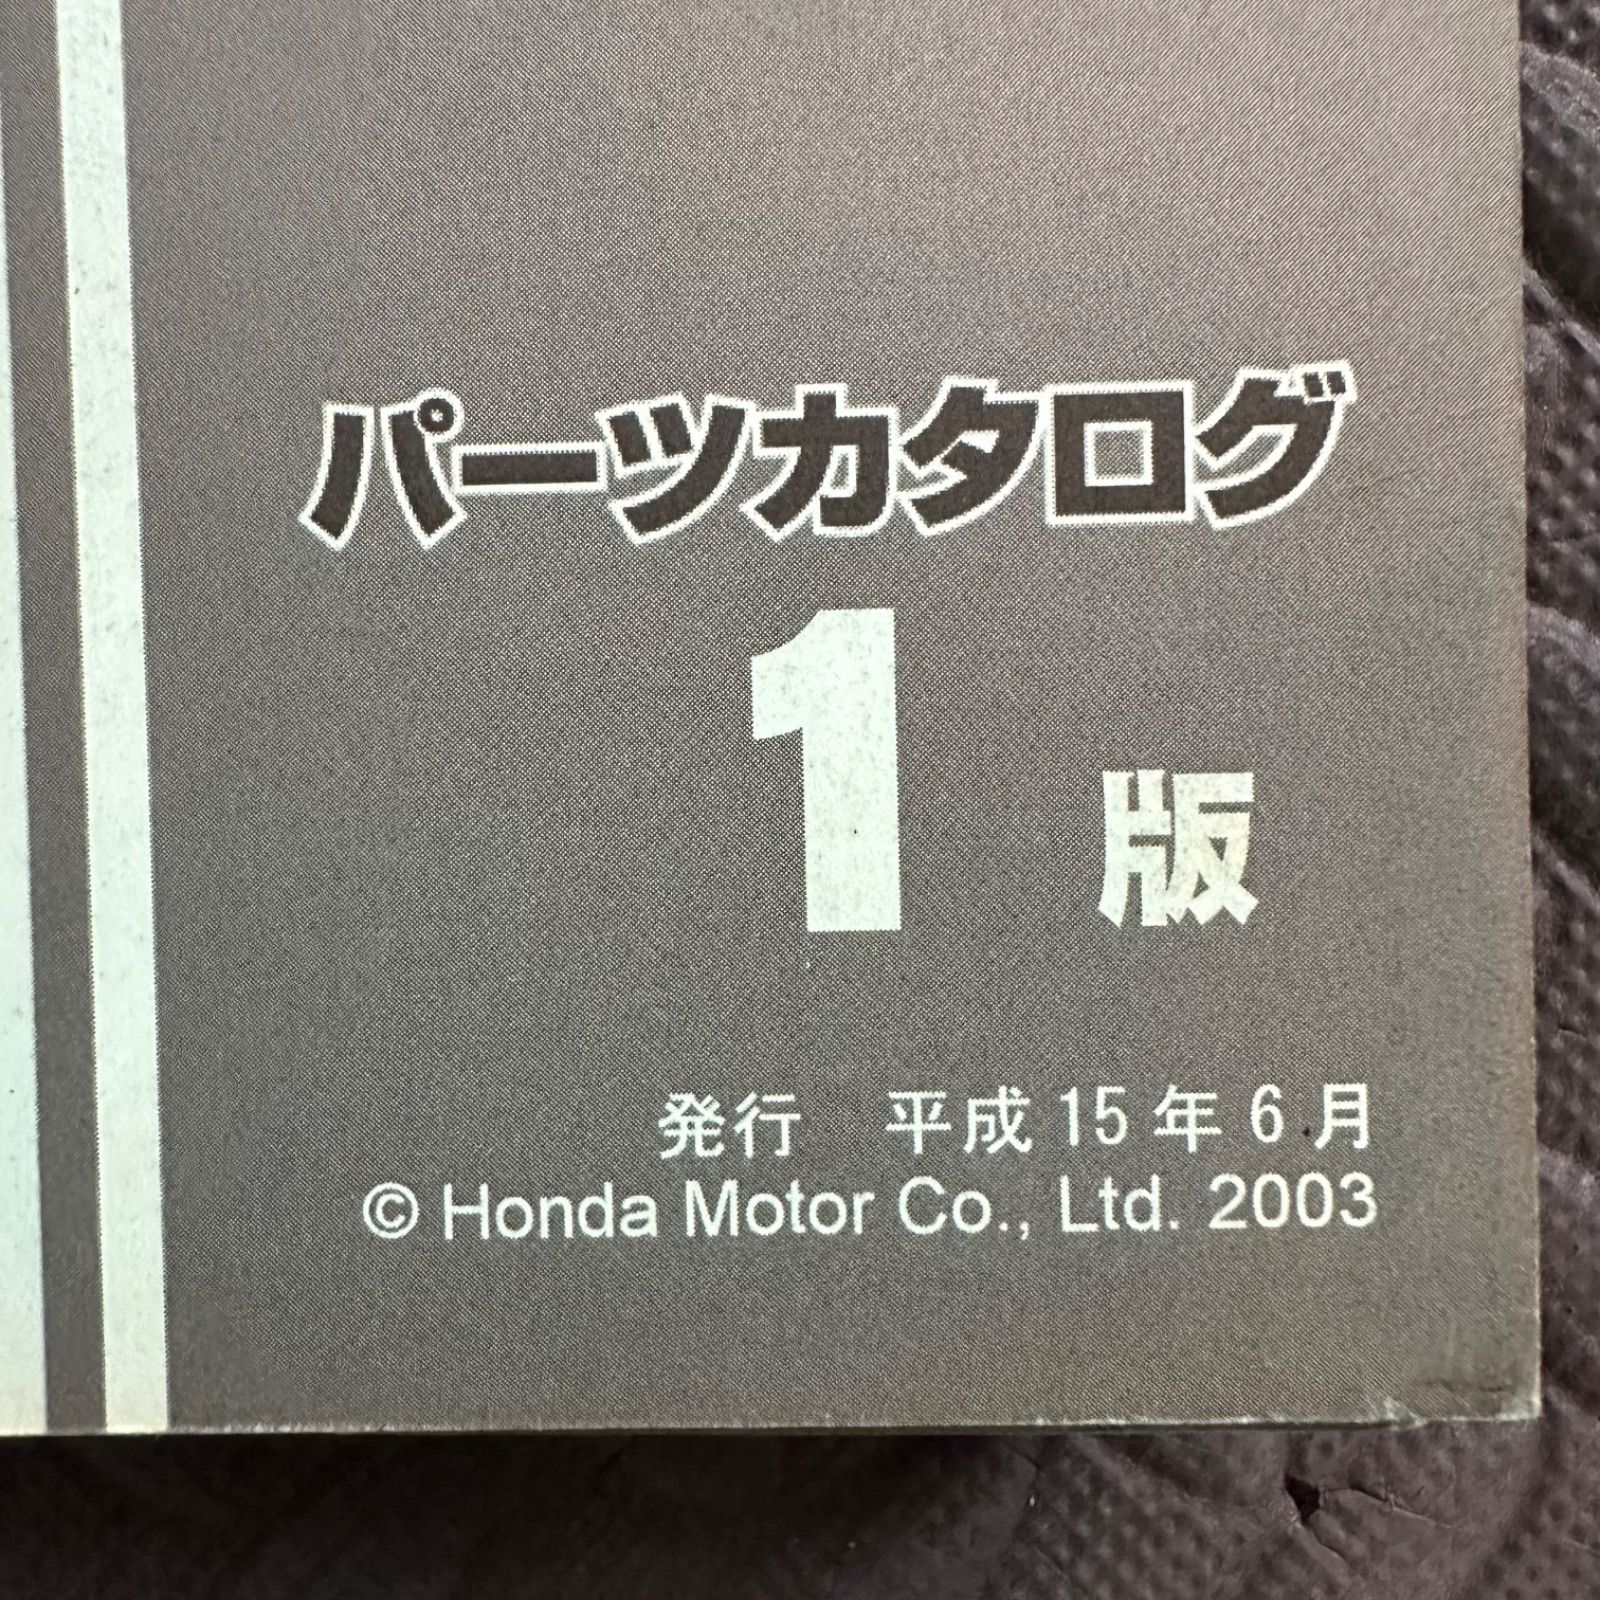 パーツカタログ
1 版
発行 平成 15 年 6 月
© Honda Motor Co., Ltd. 2003